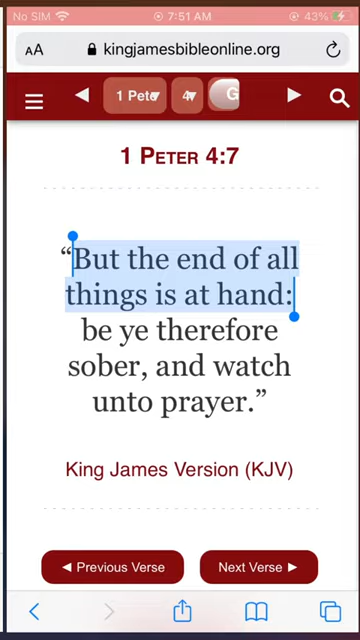 No SIM 7:51 AM 43%
AA kingjamesbibleonline.org
1 Pete 4 G
1 PETER 4:7
“But the end of all
things is at hand:
be ye therefore
sober, and watch
unto prayer.”
King James Version (KJV)
◄ Previous Verse Next Verse ►